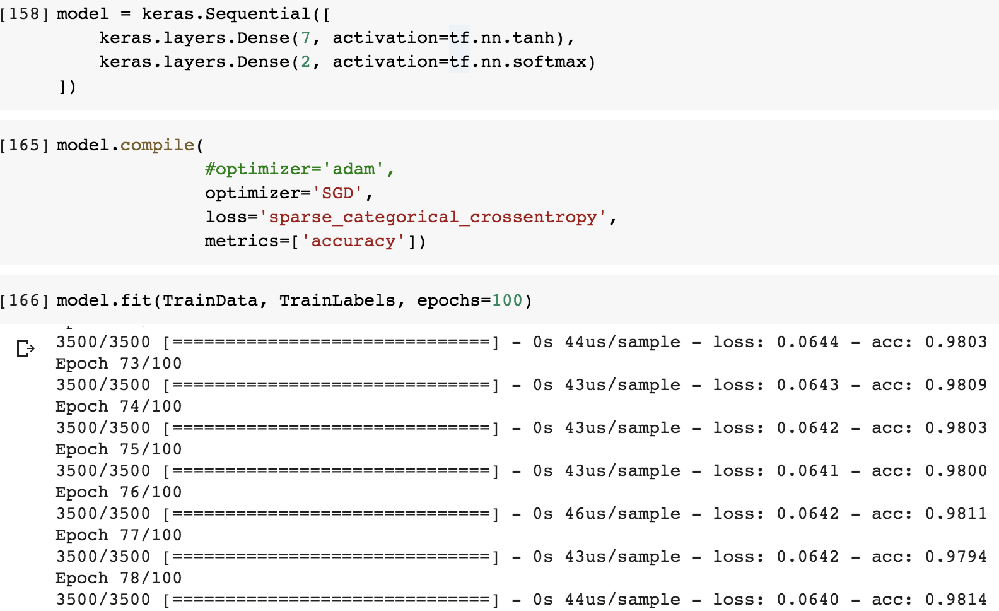 [158] model = keras.Sequential([
    keras.layers.Dense(7, activation=tf.nn.tanh),
    keras.layers.Dense(2, activation=tf.nn.softmax)
])
[165] model.compile(
              #optimizer='adam',
              optimizer='SGD',
              loss='sparse_categorical_crossentropy',
              metrics=['accuracy'])
[166] model.fit(TrainData, TrainLabels, epochs=100)
3500/3500 [==============================] - 0s 44us/sample - loss: 0.0644 - acc: 0.9803
Epoch 73/100
3500/3500 [==============================] - 0s 43us/sample - loss: 0.0643 - acc: 0.9809
Epoch 74/100
3500/3500 [==============================] - 0s 43us/sample - loss: 0.0642 - acc: 0.9803
Epoch 75/100
3500/3500 [==============================] - 0s 43us/sample - loss: 0.0641 - acc: 0.9800
Epoch 76/100
3500/3500 [==============================] - 0s 46us/sample - loss: 0.0642 - acc: 0.9811
Epoch 77/100
3500/3500 [==============================] - 0s 43us/sample - loss: 0.0642 - acc: 0.9794
Epoch 78/100
3500/3500 [==============================] - 0s 44us/sample - loss: 0.0640 - acc: 0.9814